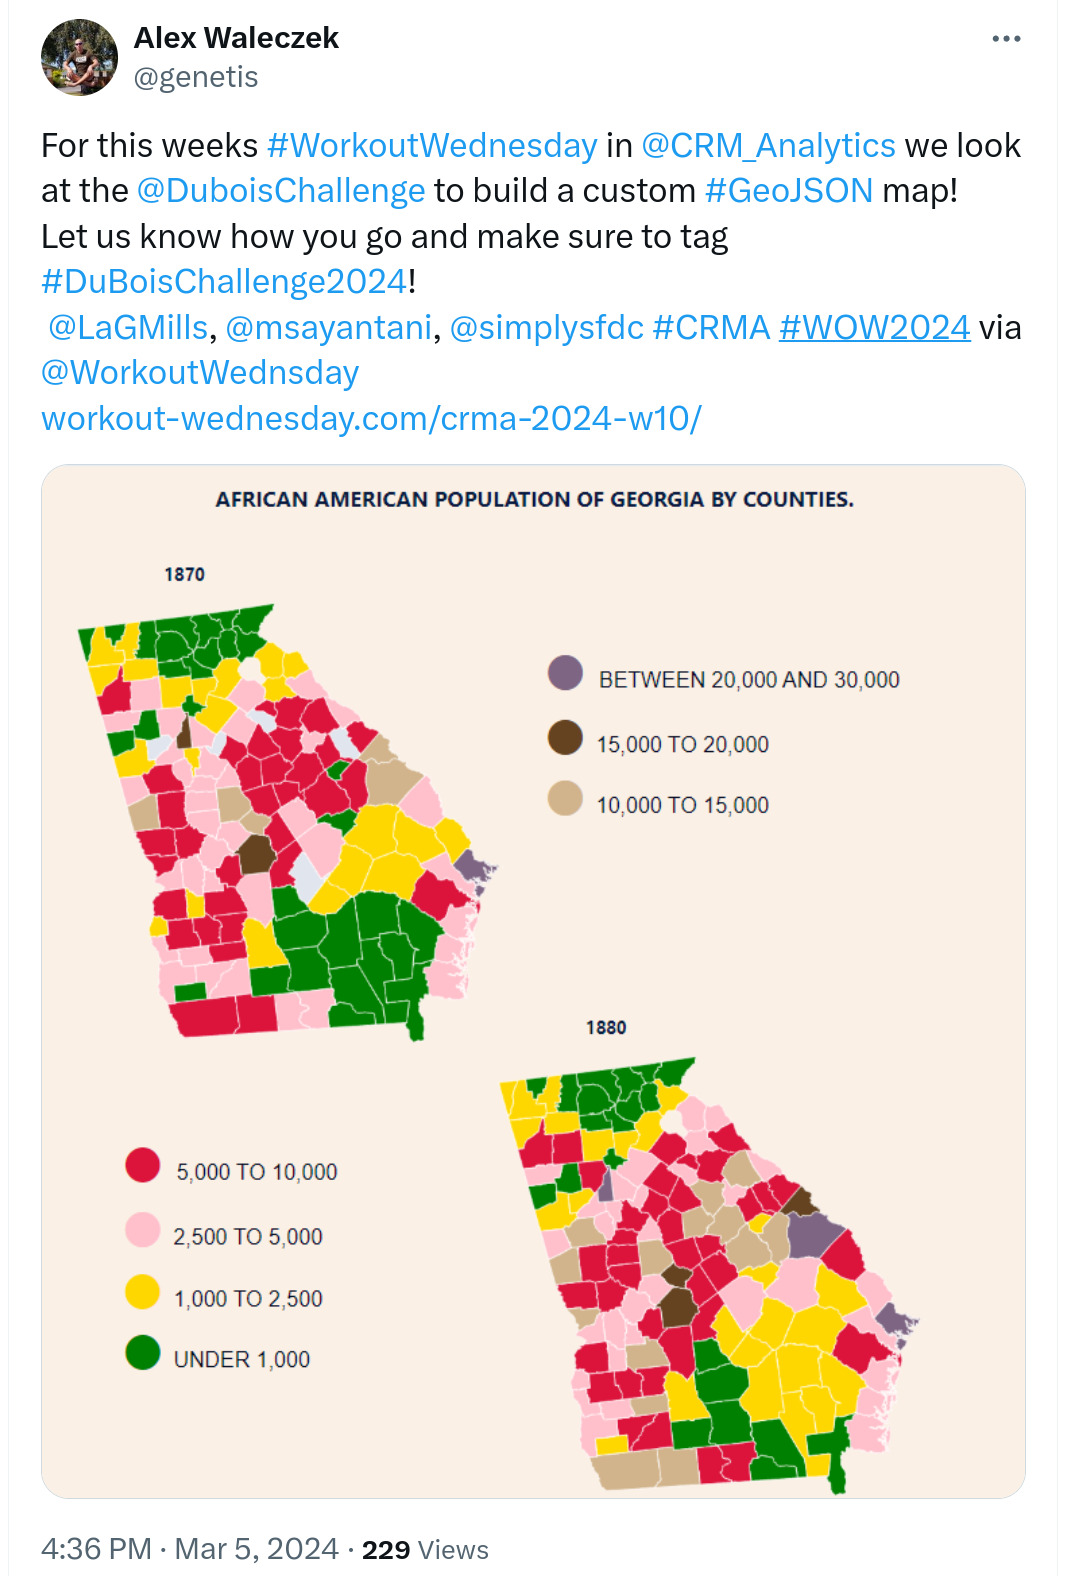 Alex Waleczek
@genetis
For this weeks #WorkoutWednesday in @CRM_Analytics we look
at the @DuboisChallenge to build a custom #GeoJSON map!
Let us know how you go and make sure to tag
#DuBoisChallenge2024!
@LaGMills, @msayantani, @simplysfdc #CRMA #WOW2024 via
@WorkoutWednsday
workout-wednesday.com/crma-2024-w10/
AFRICAN AMERICAN POPULATION OF GEORGIA BY COUNTIES.
1870
BETWEEN 20,000 AND 30,000
15,000 TO 20,000
10,000 TO 15,000
1880
5,000 TO 10,000
2,500 TO 5,000
1,000 TO 2,500
UNDER 1,000
4:36 PM · Mar 5, 2024 · 229 Views